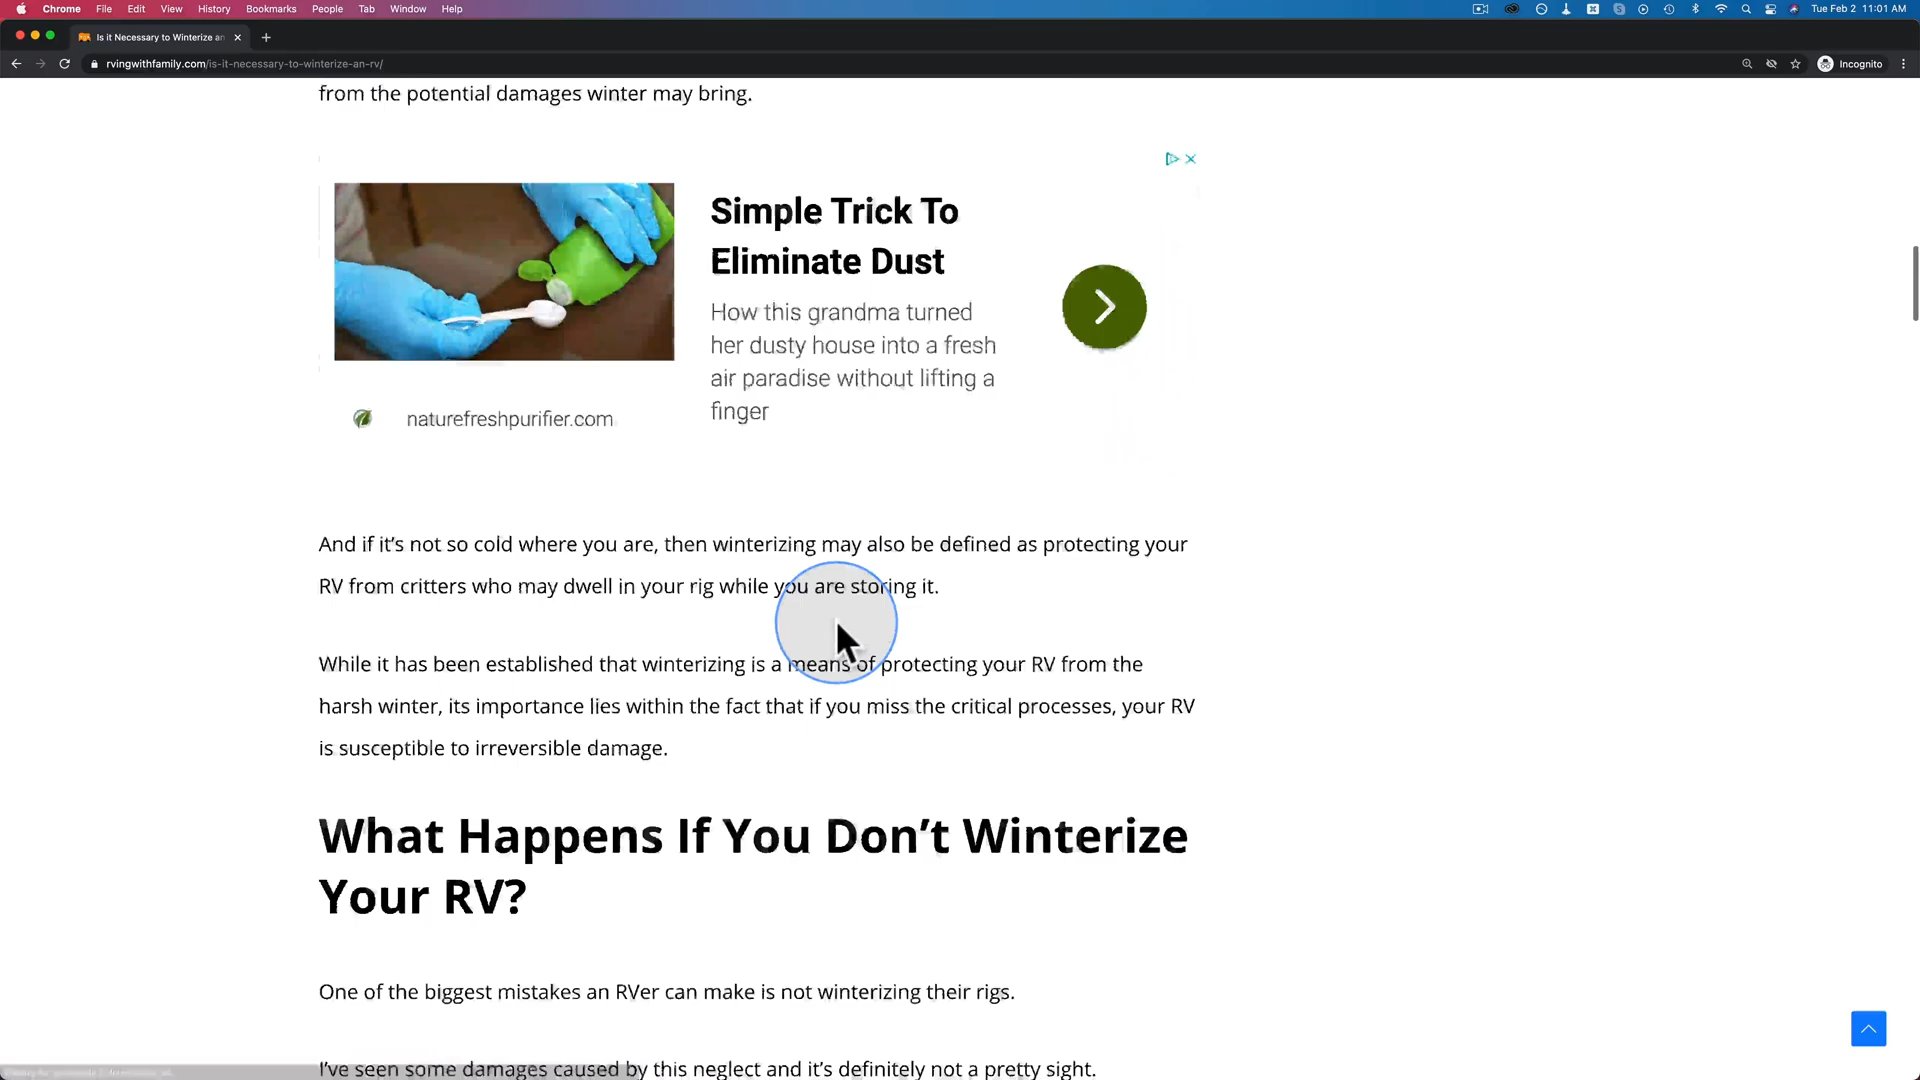 Chrome File Edit View History Bookmarks People Tab Window Help Tue Feb 2 11:01 AM
Is it Necessary to Winterize an
rvingwithfamily.com/is-it-necessary-to-winterize-an-rv/ Incognito
from the potential damages winter may bring.
Simple Trick To
Eliminate Dust
How this grandma turned
her dusty house into a fresh
air paradise without lifting a
finger
naturefreshpurifier.com
And if it's not so cold where you are, then winterizing may also be defined as protecting your
RV from critters who may dwell in your rig while you are storing it.
While it has been established that winterizing is a means of protecting your RV from the
harsh winter, its importance lies within the fact that if you miss the critical processes, your RV
is susceptible to irreversible damage.
What Happens If You Don't Winterize
Your RV?
One of the biggest mistakes an RVer can make is not winterizing their rigs.
I've seen some damages caused by this neglect and it's definitely not a pretty sight.